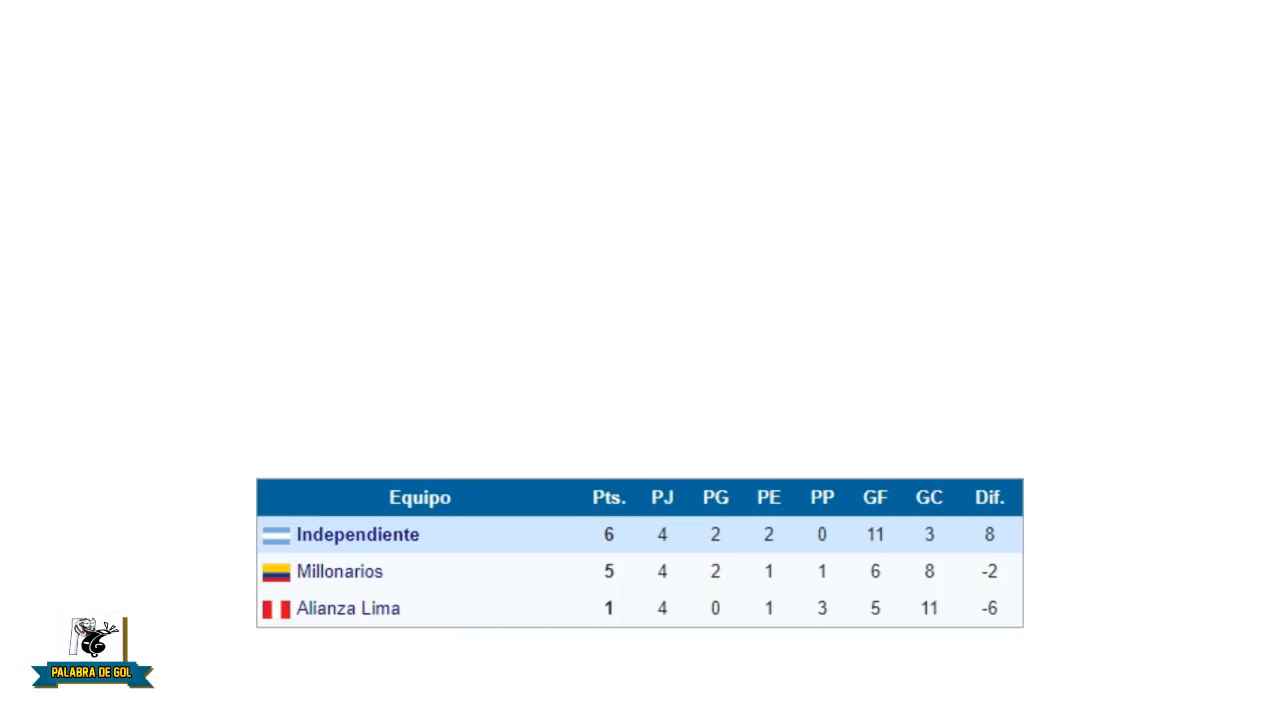 Equipo Pts. PJ PG PE PP GF GC Dif.
Independiente 6 4 2 2 0 11 3 8
Millonarios 5 4 2 1 1 6 8 -2
Alianza Lima 1 4 0 1 3 5 11 -6
PALABRA DE GOL